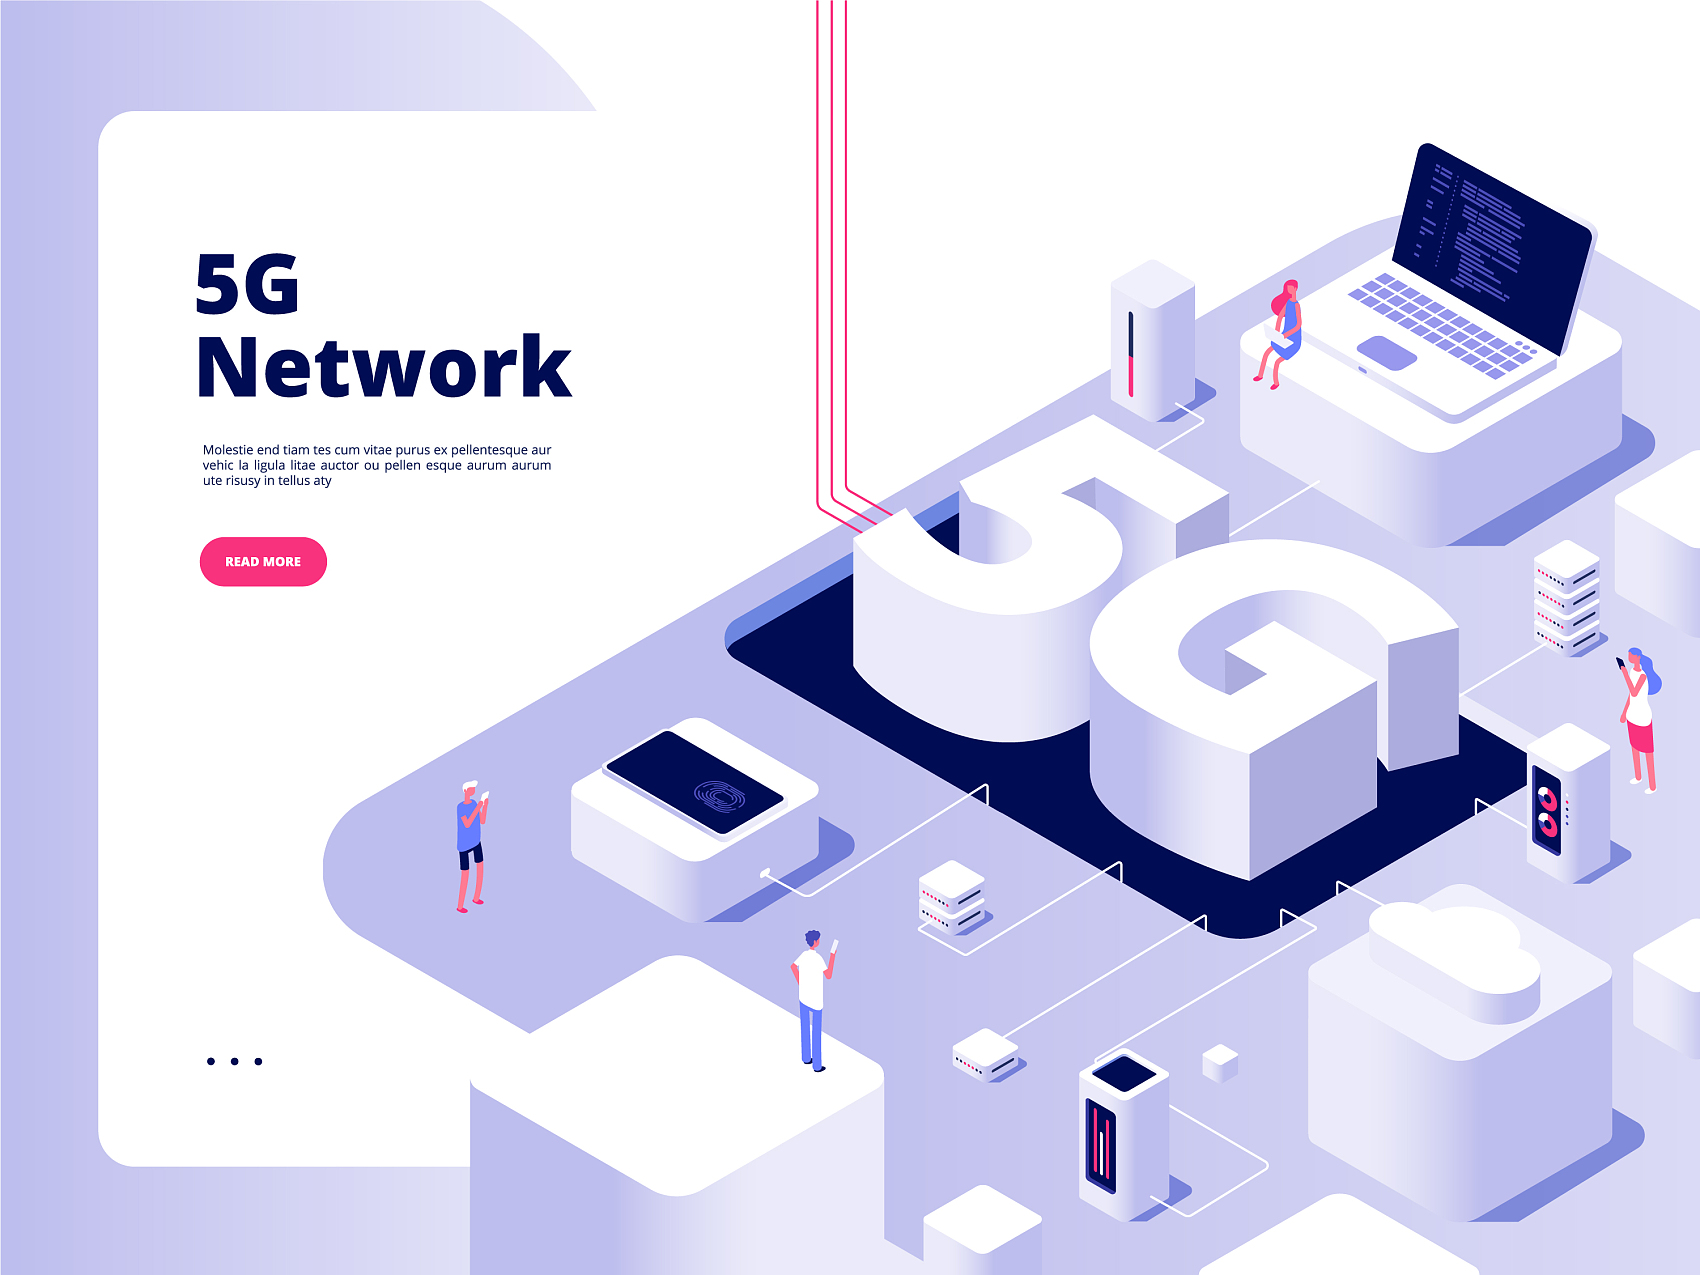 5G
Network
Molestie end tiam tes cum vitae purus ex pellentesque aur
vehic la ligula litae auctor ou pellen esque aurum aurum
ute risusy in tellus aty
READ MORE
5G